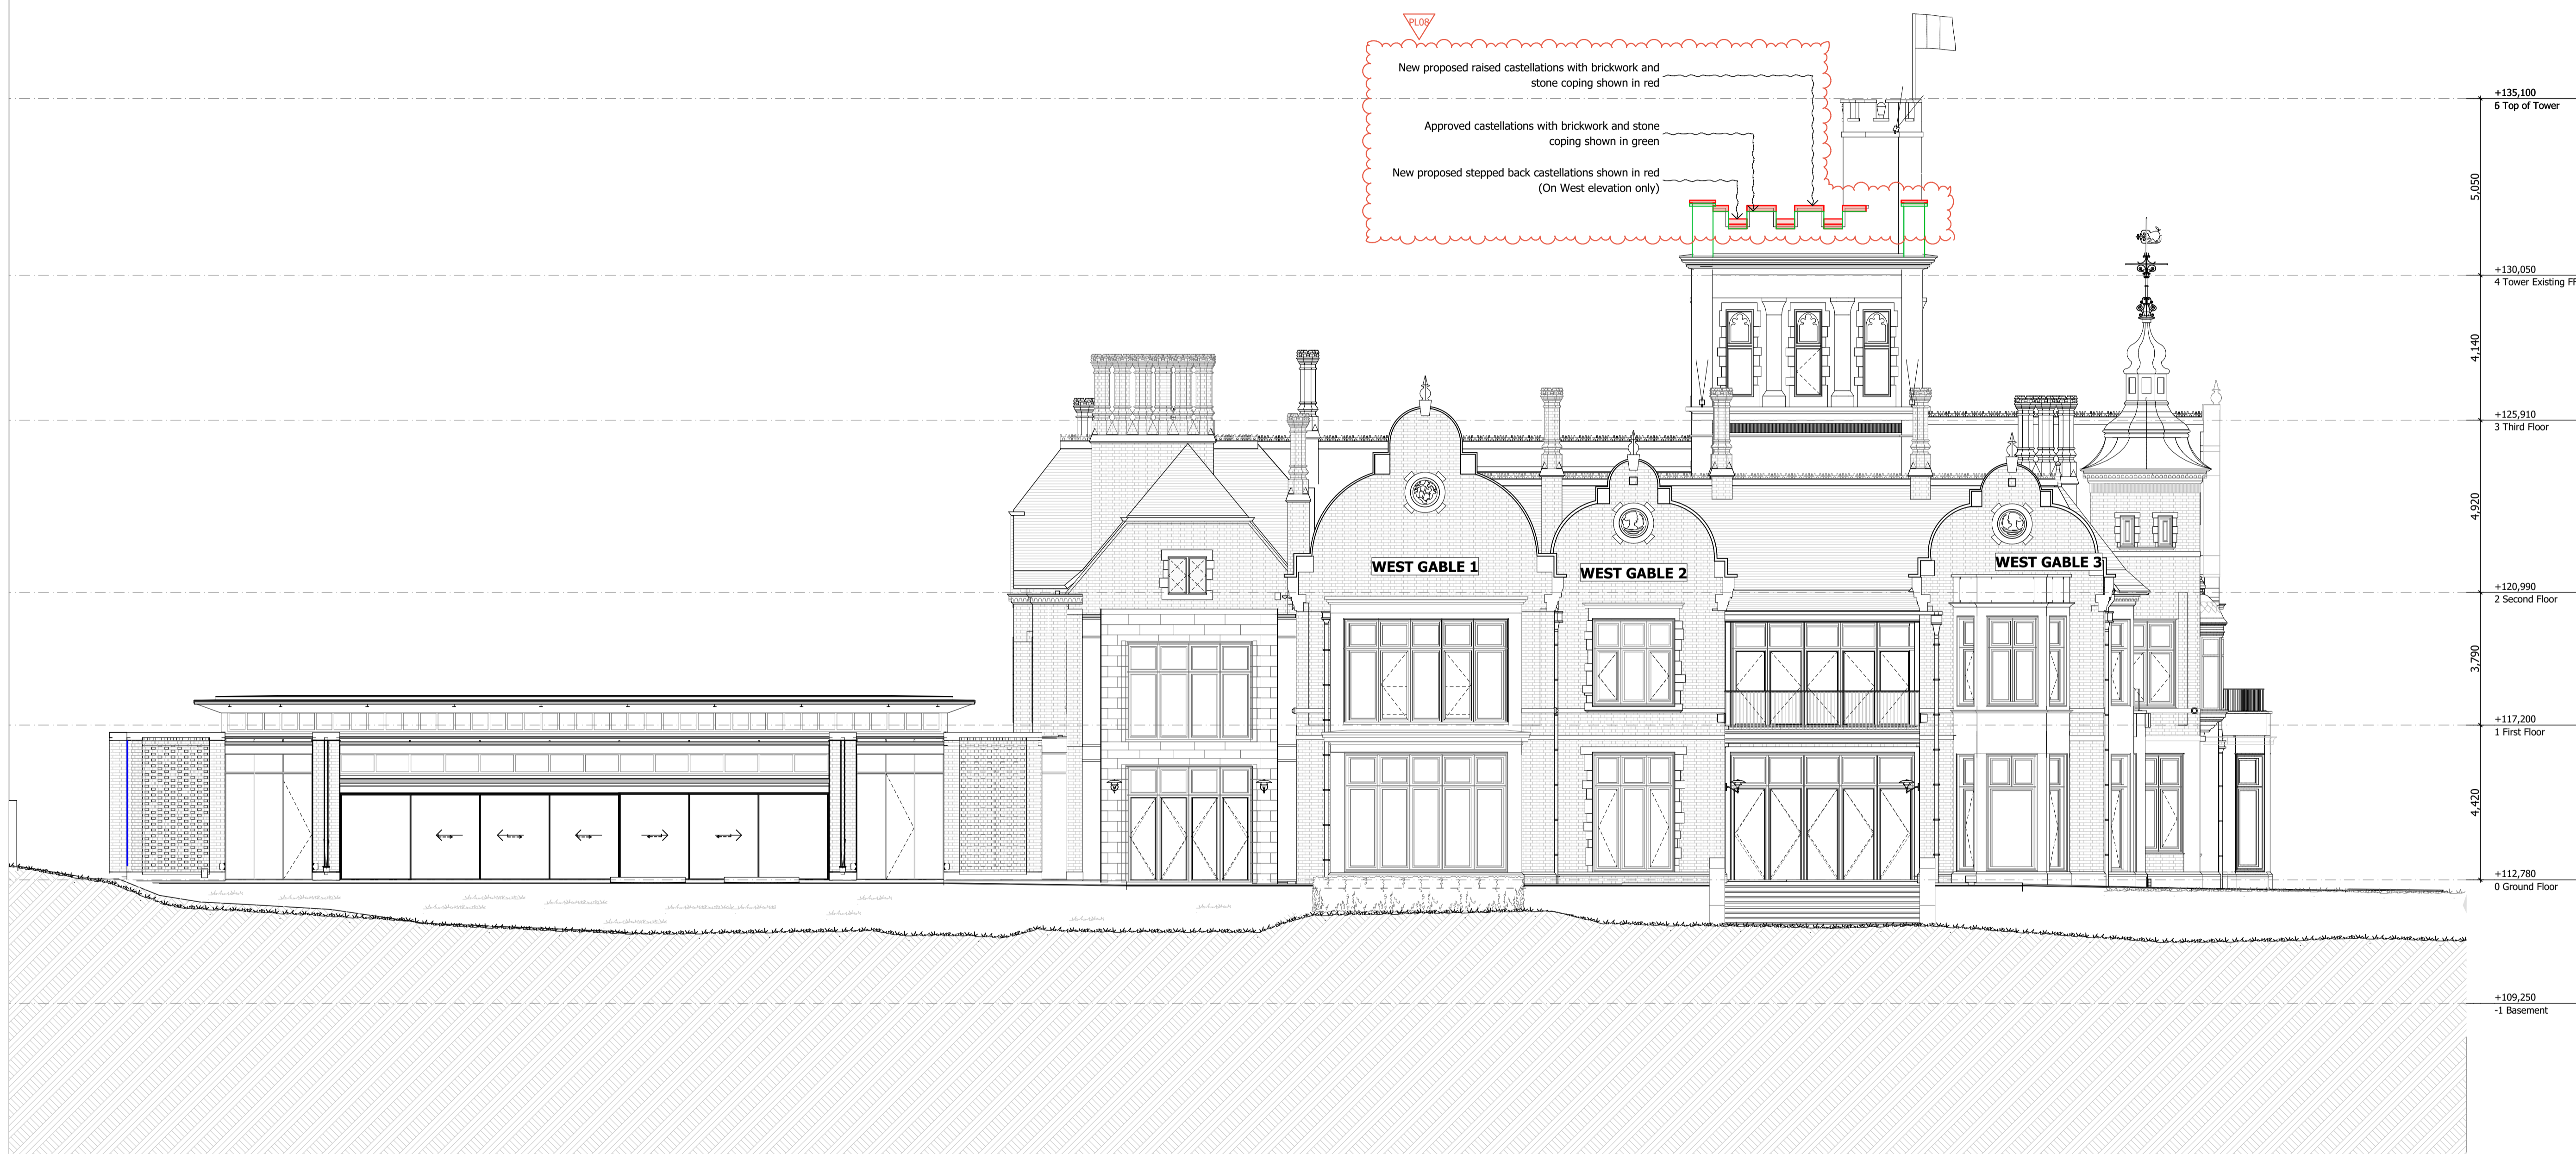 PL08
New proposed raised castellations with brickwork and
stone coping shown in red
Approved castellations with brickwork and stone
coping shown in green
New proposed stepped back castellations shown in red
(On West elevation only)
+135,100
6 Top of Tower
5,050
+130,050
4 Tower Existing FF
4,140
+125,910
3 Third Floor
4,920
WEST GABLE 1
WEST GABLE 2
WEST GABLE 3
+120,990
2 Second Floor
3,790
+117,200
1 First Floor
4,420
+112,780
0 Ground Floor
+109,250
-1 Basement